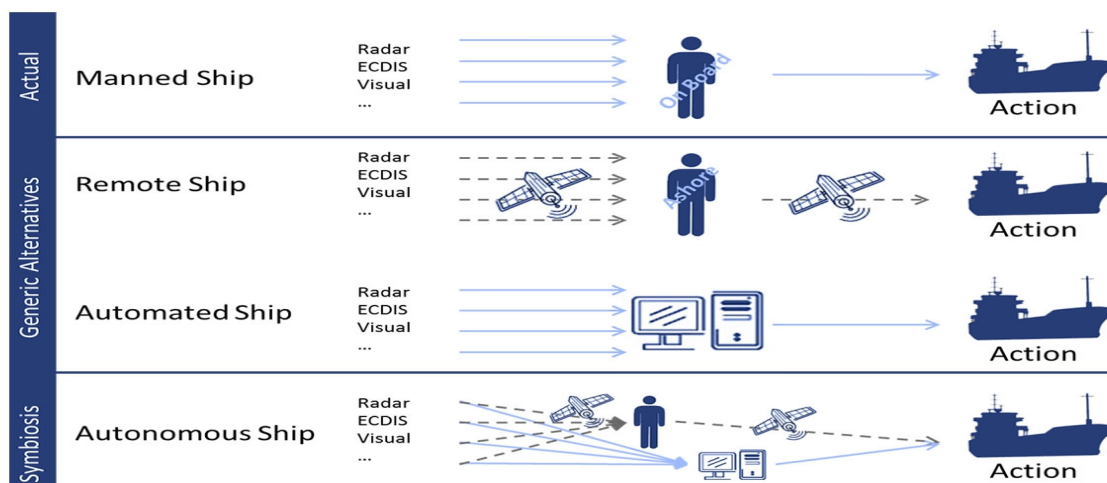 Actual
Manned Ship
Radar
ECDIS
Visual
...
On Board
Action
Generic Alternatives
Remote Ship
Radar
ECDIS
Visual
...
Ashore
Action
Automated Ship
Radar
ECDIS
Visual
...
Action
Symbiosis
Autonomous Ship
Radar
ECDIS
Visual
...
Action